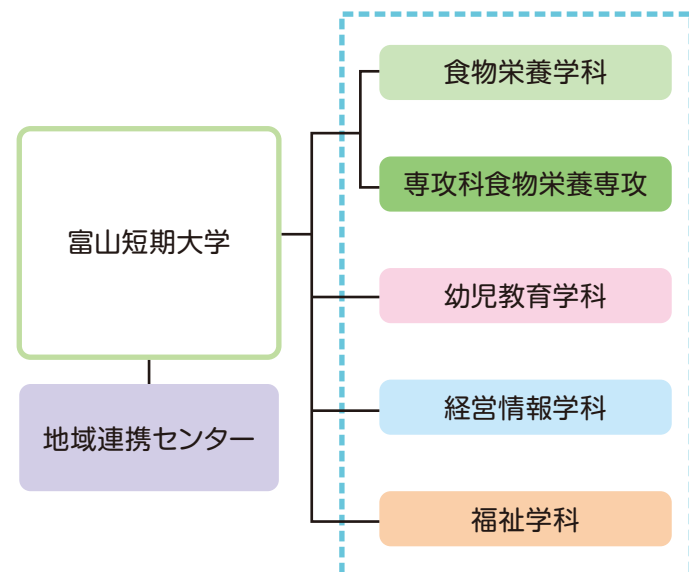 富山短期大学
地域連携センター
食物栄養学科
専攻科食物栄養専攻
幼児教育学科
経営情報学科
福祉学科